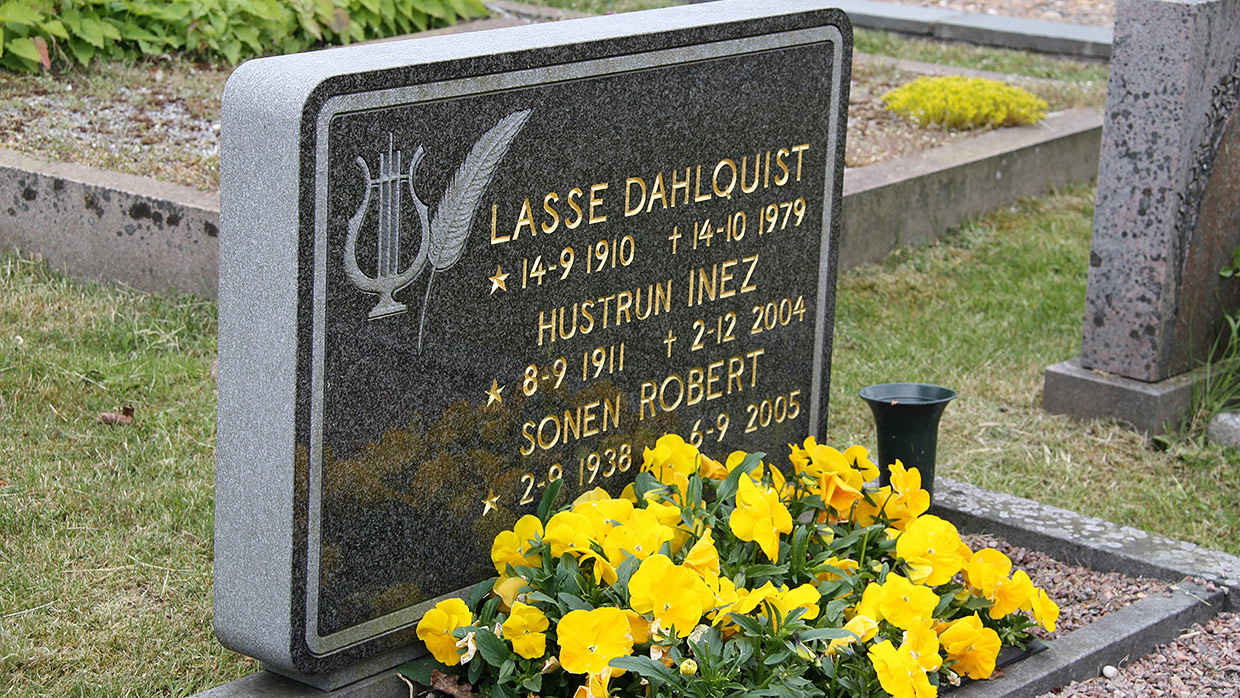 LASSE DAHLQUIST
★ 14-9 1910 † 14-10 1979
HUSTRUN INEZ
★ 8-9 1911 † 2-12 2004
SONEN ROBERT
★ 2-9 1938 6-9 2005